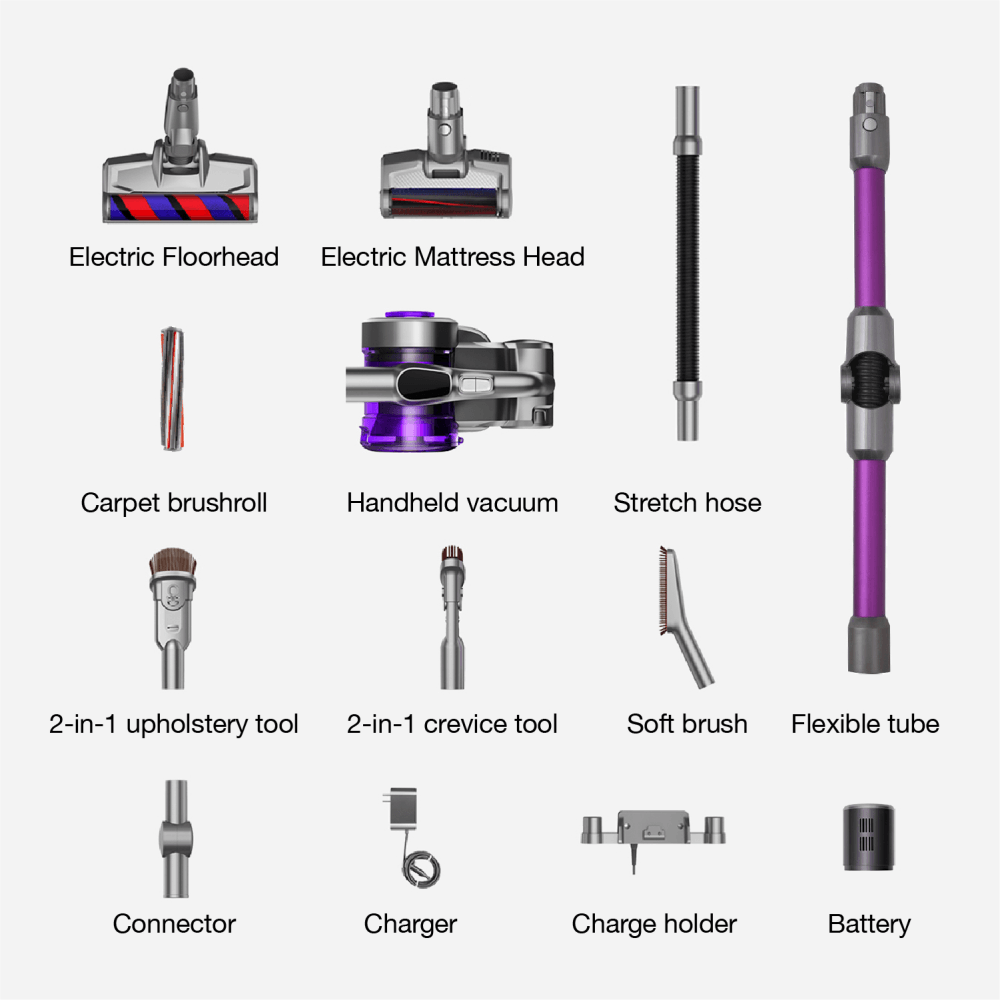 Electric Floorhead
Electric Mattress Head
Carpet brushroll
Handheld vacuum
Stretch hose
2-in-1 upholstery tool
2-in-1 crevice tool
Soft brush
Flexible tube
Connector
Charger
Charge holder
Battery